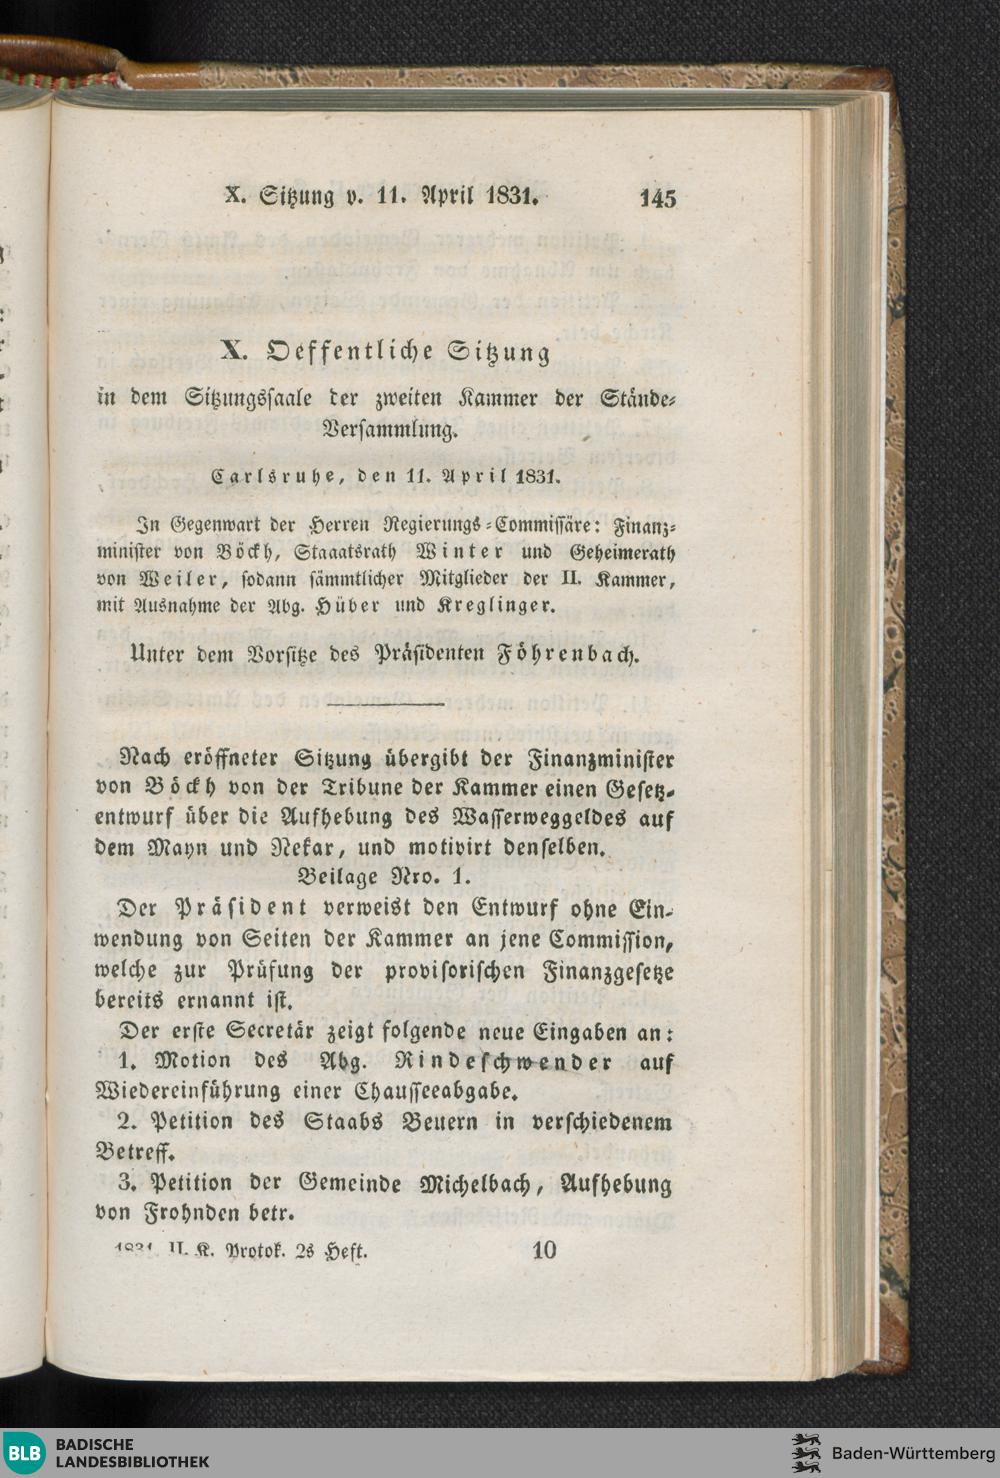 X. Sitzung v. 11. April 1831. 145
X. Oeffentliche Sitzung
in dem Sitzungssaale der zweiten Kammer der Stände-
Versammlung.
Carlsruhe, den 11. April 1831.
In Gegenwart der Herren Regierungs-Commissäre: Finanz-
minister von Böckh, Staaatsrath Winter und Geheimerath
von Weiler, sodann sämmtlicher Mitglieder der II. Kammer,
mit Ausnahme der Abg. Hüber und Kreglinger.
Unter dem Vorsitze des Präsidenten Föhrenbach.
Nach eröffneter Sitzung übergibt der Finanzminister
von Böckh von der Tribune der Kammer einen Gesetz-
entwurf über die Aufhebung des Wasserweggeldes auf
dem Mayn und Nekar, und motivirt denselben.
Beilage Nro. 1.
Der Präsident verweist den Entwurf ohne Ein-
wendung von Seiten der Kammer an jene Commission,
welche zur Prüfung der provisorischen Finanzgesetze
bereits ernannt ist.
Der erste Secretär zeigt folgende neue Eingaben an:
1. Motion des Abg. Rindeschwender auf
Wiedereinführung einer Chausseeabgabe.
2. Petition des Staabs Beuern in verschiedenem
Betreff.
3. Petition der Gemeinde Michelbach, Aufhebung
von Frohnden betr.
1831. II. K. Protok. 2s Heft. 10
BLB BADISCHE
LANDESBIBLIOTHEK
Baden-Württemberg